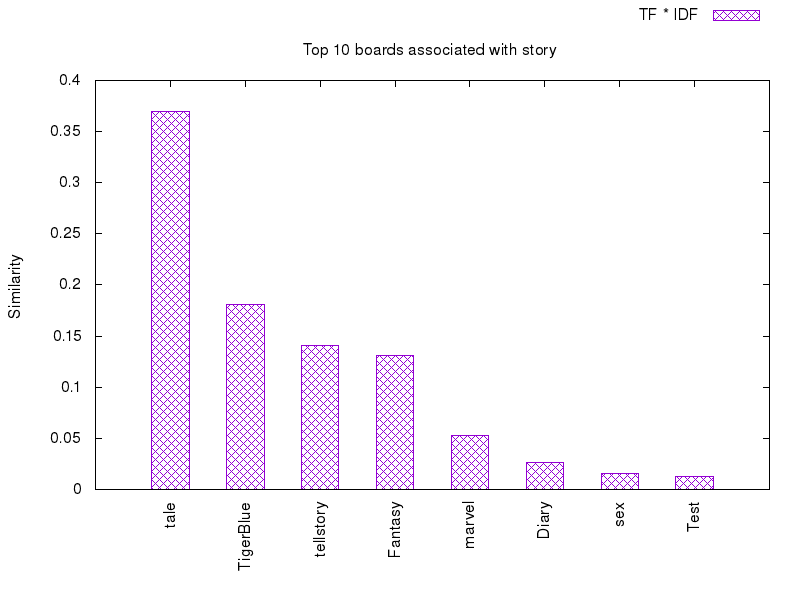 TF * IDF
Top 10 boards associated with story
Similarity
0.4
0.35
0.3
0.25
0.2
0.15
0.1
0.05
0
tale
TigerBlue
tellstory
Fantasy
marvel
Diary
sex
Test